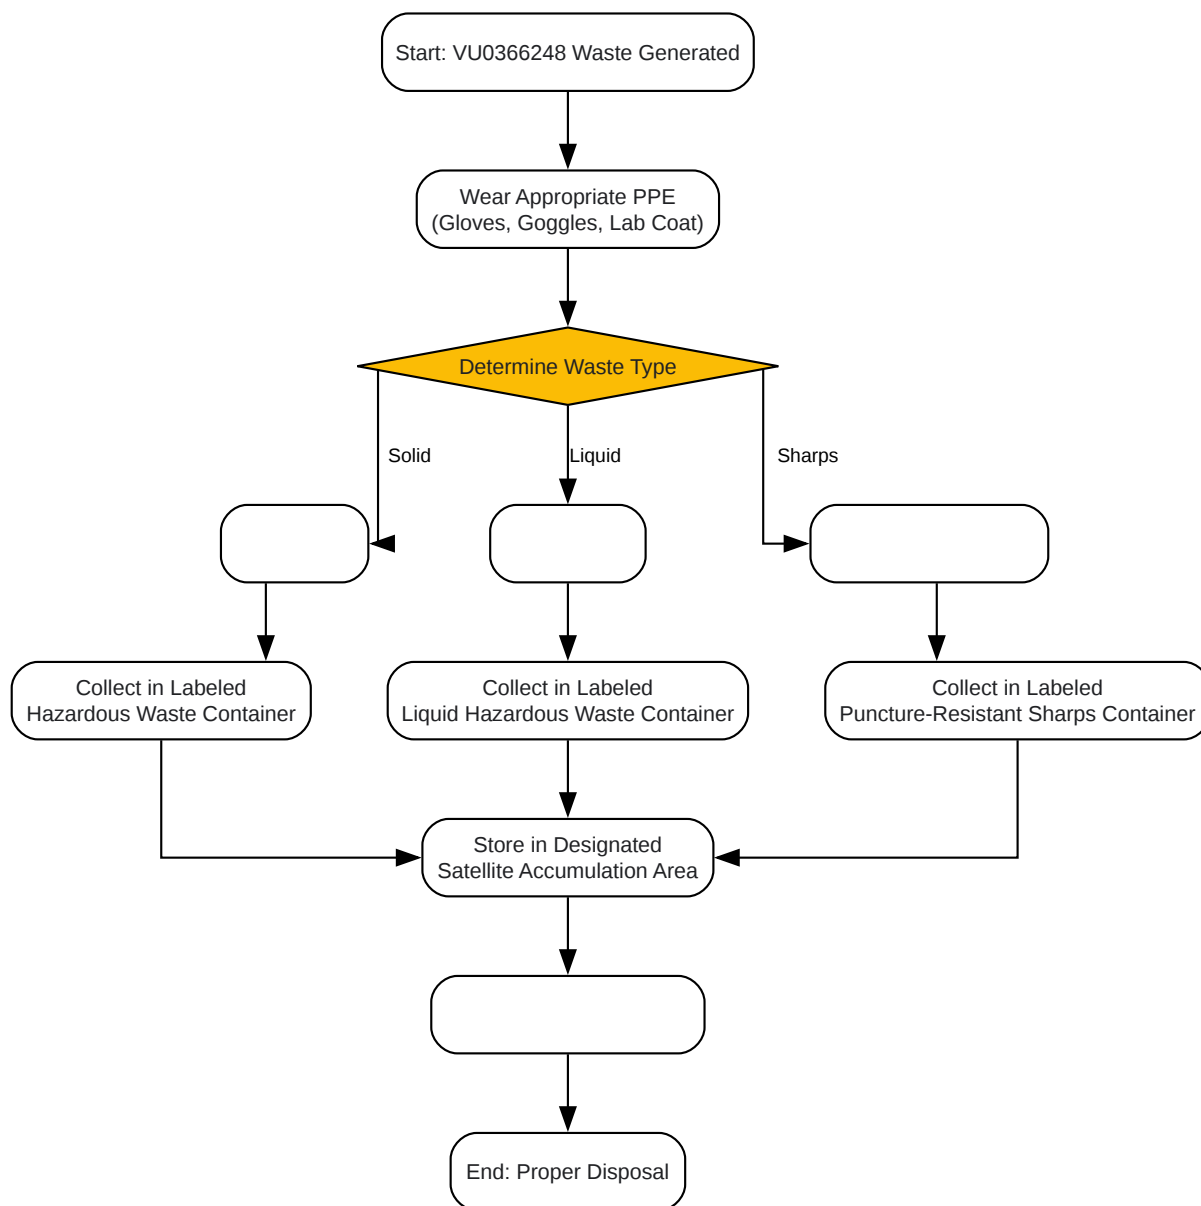 Start: VU0366248 Waste Generated
Wear Appropriate PPE
(Gloves, Goggles, Lab Coat)
Determine Waste Type
Solid
Liquid
Sharps
Collect in Labeled
Hazardous Waste Container
Collect in Labeled
Liquid Hazardous Waste Container
Collect in Labeled
Puncture-Resistant Sharps Container
Store in Designated
Satellite Accumulation Area
End: Proper Disposal